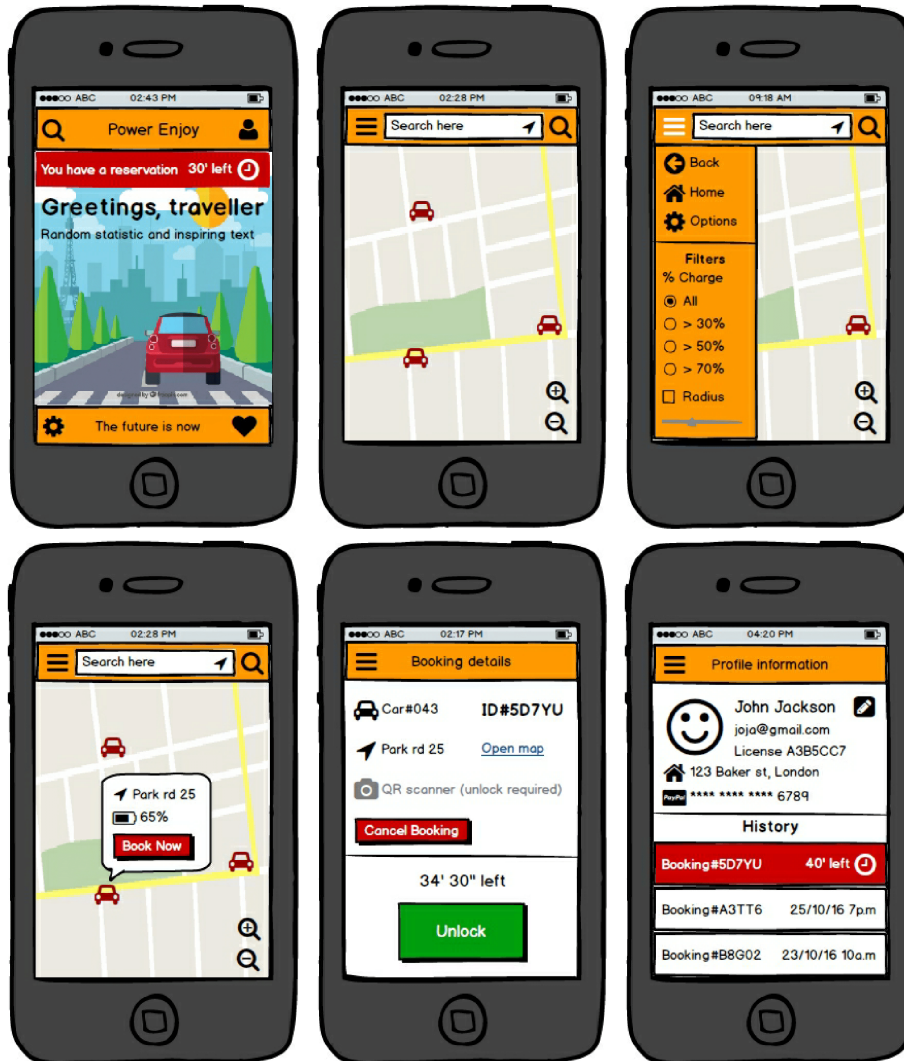 ABC 02:43 PM
Power Enjoy
You have a reservation 30' left
Greetings, traveller
Random statistic and inspiring text
The future is now
ABC 02:28 PM
Search here
ABC 09:18 AM
Search here
Back
Home
Options
Filters
% Charge
All
> 30%
> 50%
> 70%
Radius
ABC 02:28 PM
Search here
Park rd 25
65%
Book Now
ABC 02:17 PM
Booking details
Car#043 ID#5D7YU
Park rd 25 Open map
QR scanner (unlock required)
Cancel Booking
34' 30" left
Unlock
ABC 04:20 PM
Profile information
John Jackson
joja@gmail.com
License A3B5CC7
123 Baker st, London
PayPal **** **** **** 6789
History
Booking#5D7YU 40' left
Booking#A3TT6 25/10/16 7p.m
Booking#B8G02 23/10/16 10a.m